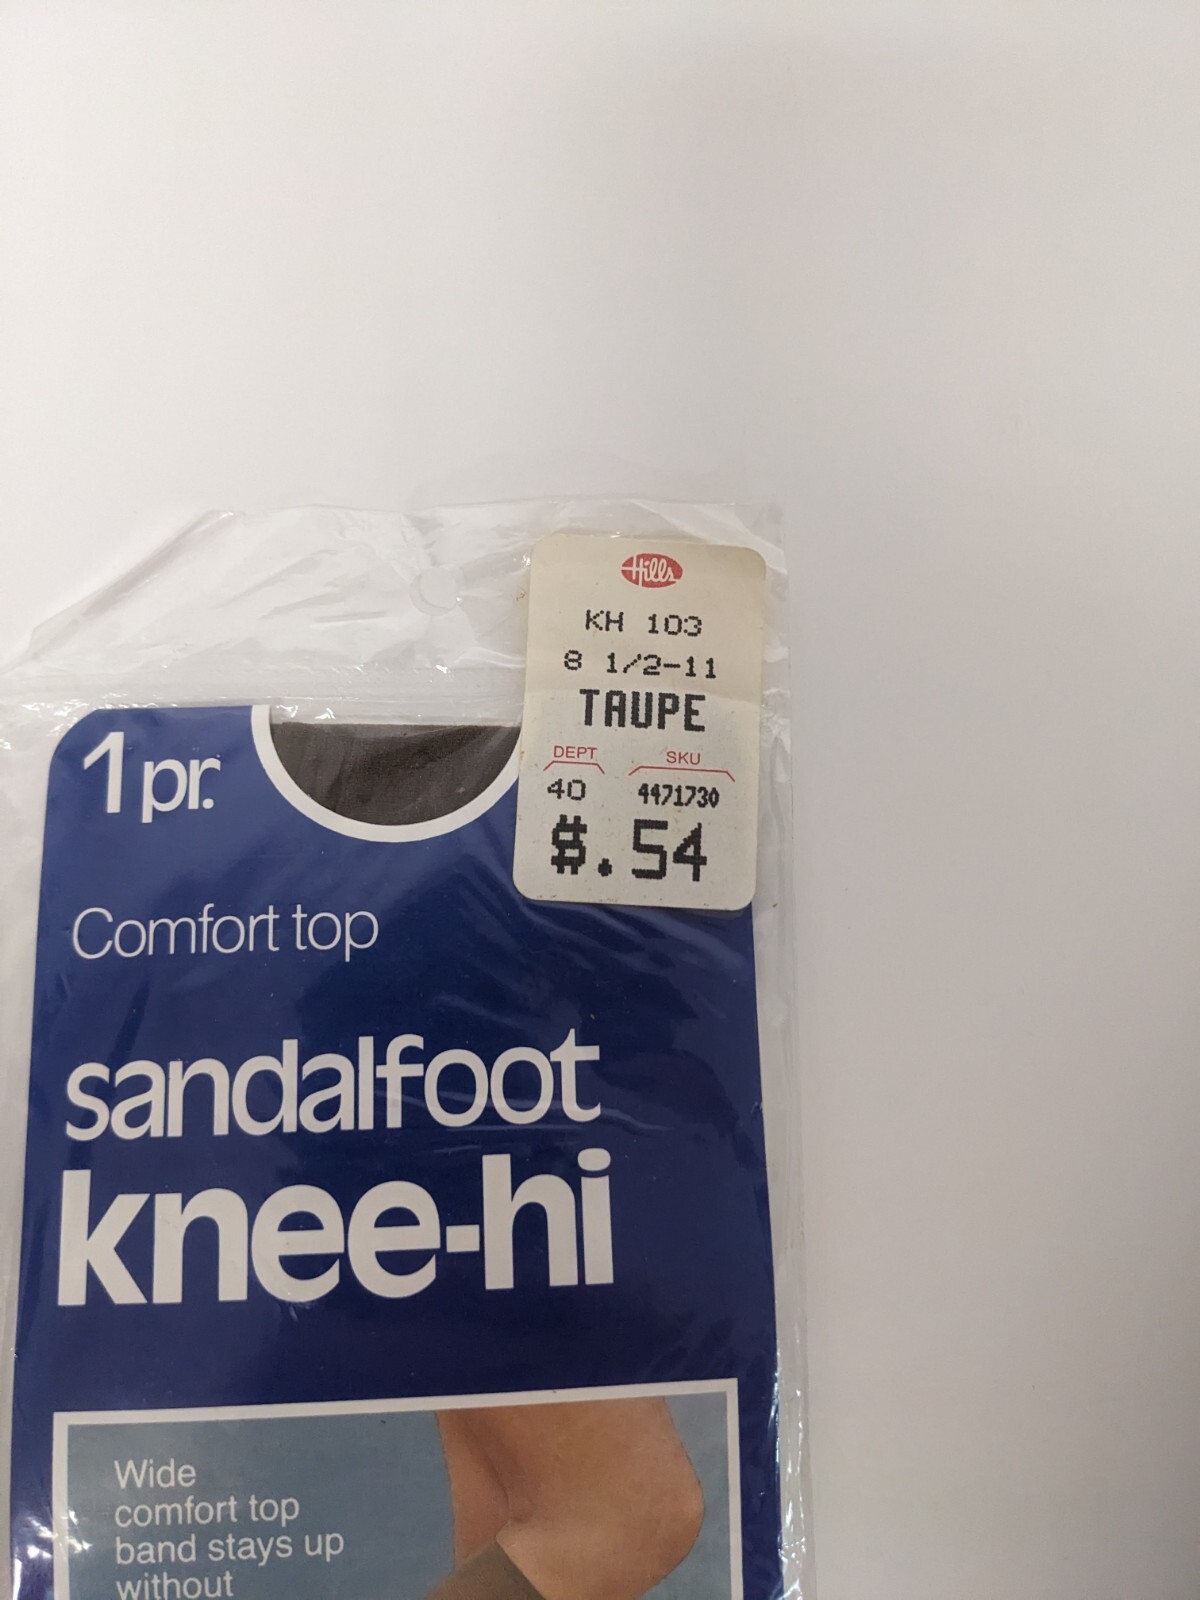 Hills
KH 103
8 1/2-11
TAUPE
DEPT SKU
40 4471730
$.54
1 pr.
Comfort top
sandalfoot
knee-hi
Wide
comfort top
band stays up
without